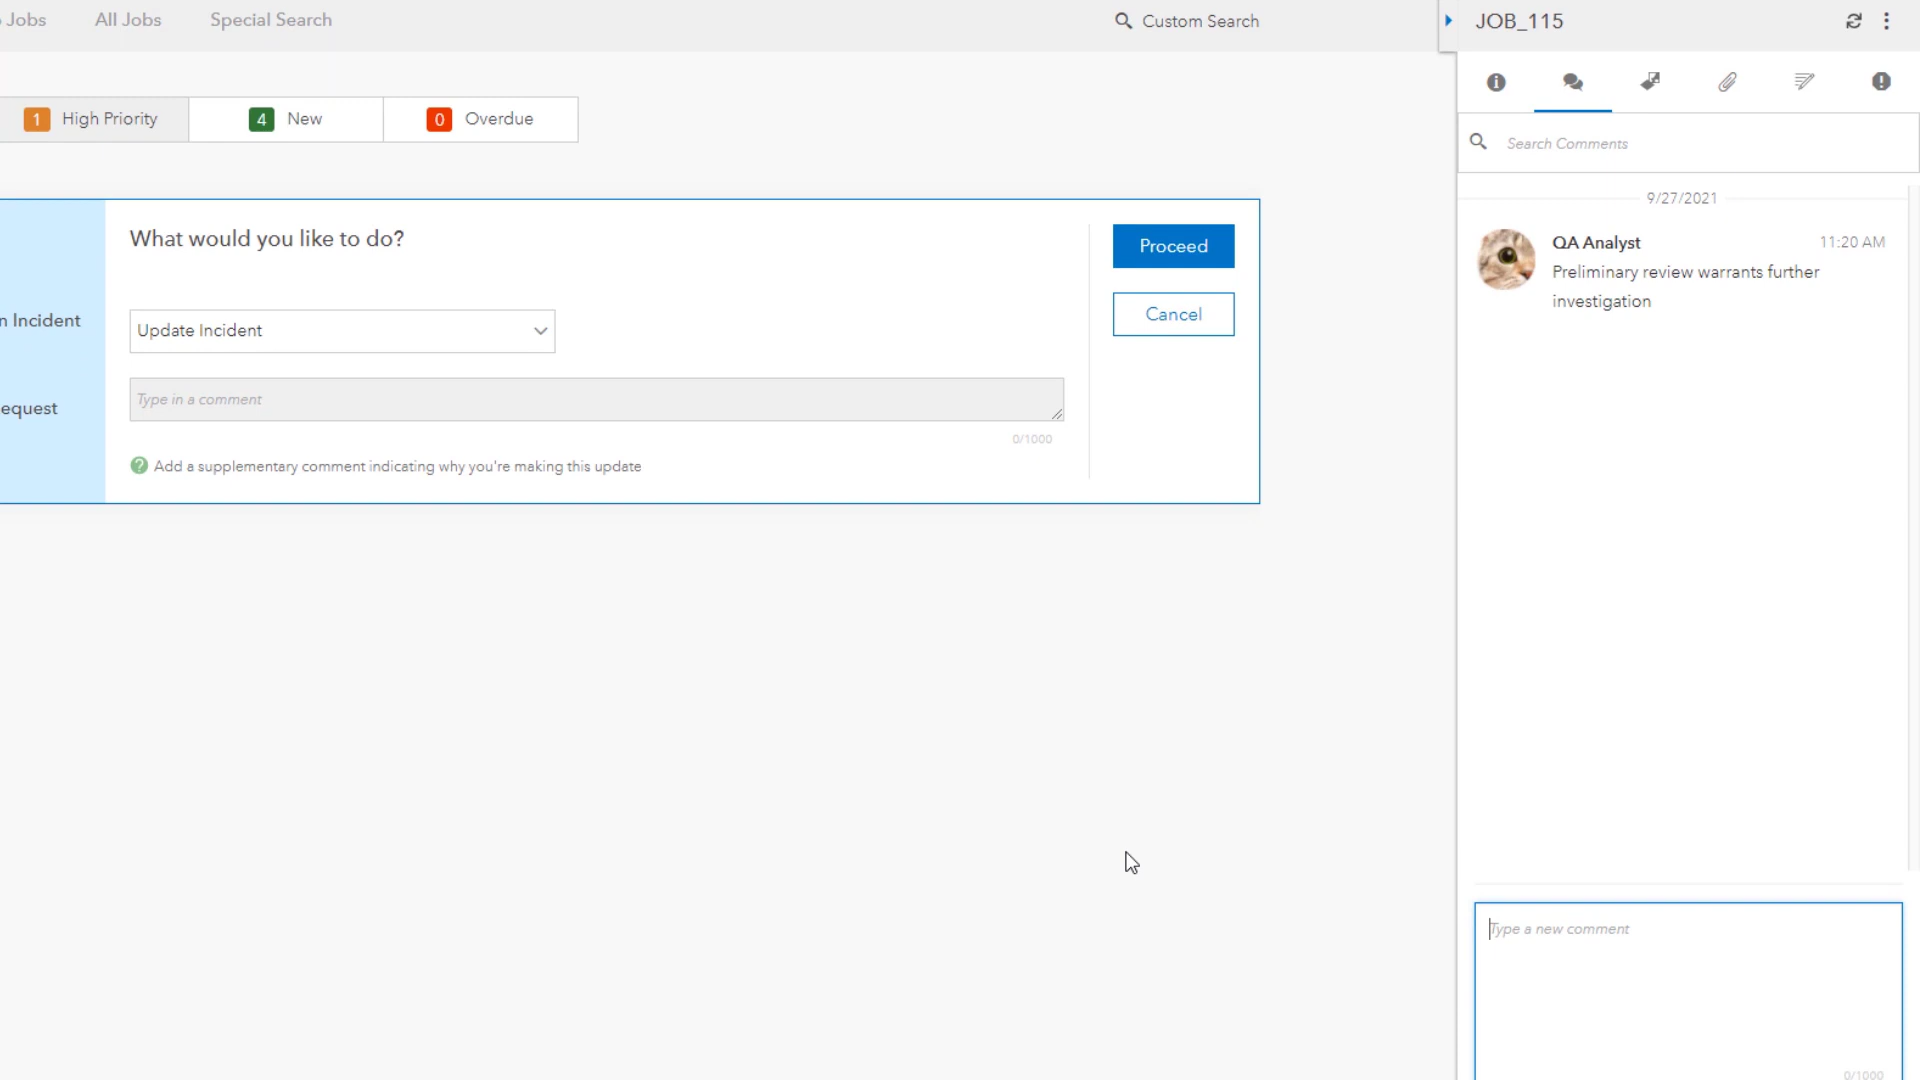 Jobs
All Jobs
Special Search
Custom Search
JOB_115
1 High Priority
4 New
0 Overdue
Search Comments
9/27/2021
QA Analyst
11:20 AM
Preliminary review warrants further
investigation
What would you like to do?
Proceed
Cancel
n Incident
Update Incident
equest
Type in a comment
0/1000
Add a supplementary comment indicating why you're making this update
Type a new comment
0/1000